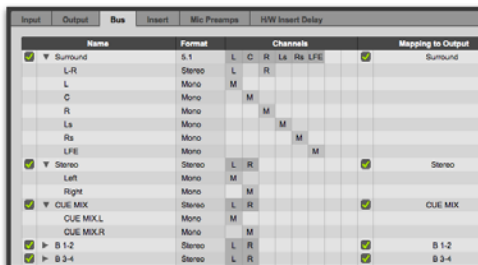 Input Output Bus Insert Mic Preamps H/W Insert Delay
Name Format Channels Mapping to Output
Surround 5.1 L C R Ls Rs LFE Surround
L-R Stereo L R
L Mono M
C Mono M
R Mono M
Ls Mono M
Rs Mono M
LFE Mono M
Stereo Stereo L R Stereo
Left Mono M
Right Mono M
CUE MIX Stereo L R CUE MIX
CUE MIX.L Mono M
CUE MIX.R Mono M
B 1-2 Stereo L R B 1-2
B 3-4 Stereo L R B 3-4